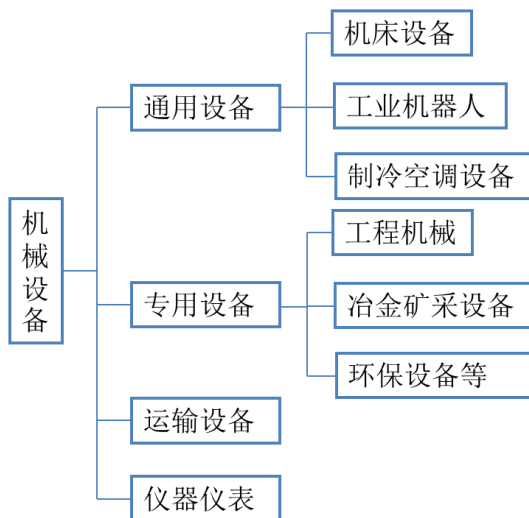 机械设备
通用设备
机床设备
工业机器人
制冷空调设备
专用设备
工程机械
冶金矿采设备
环保设备等
运输设备
仪器仪表